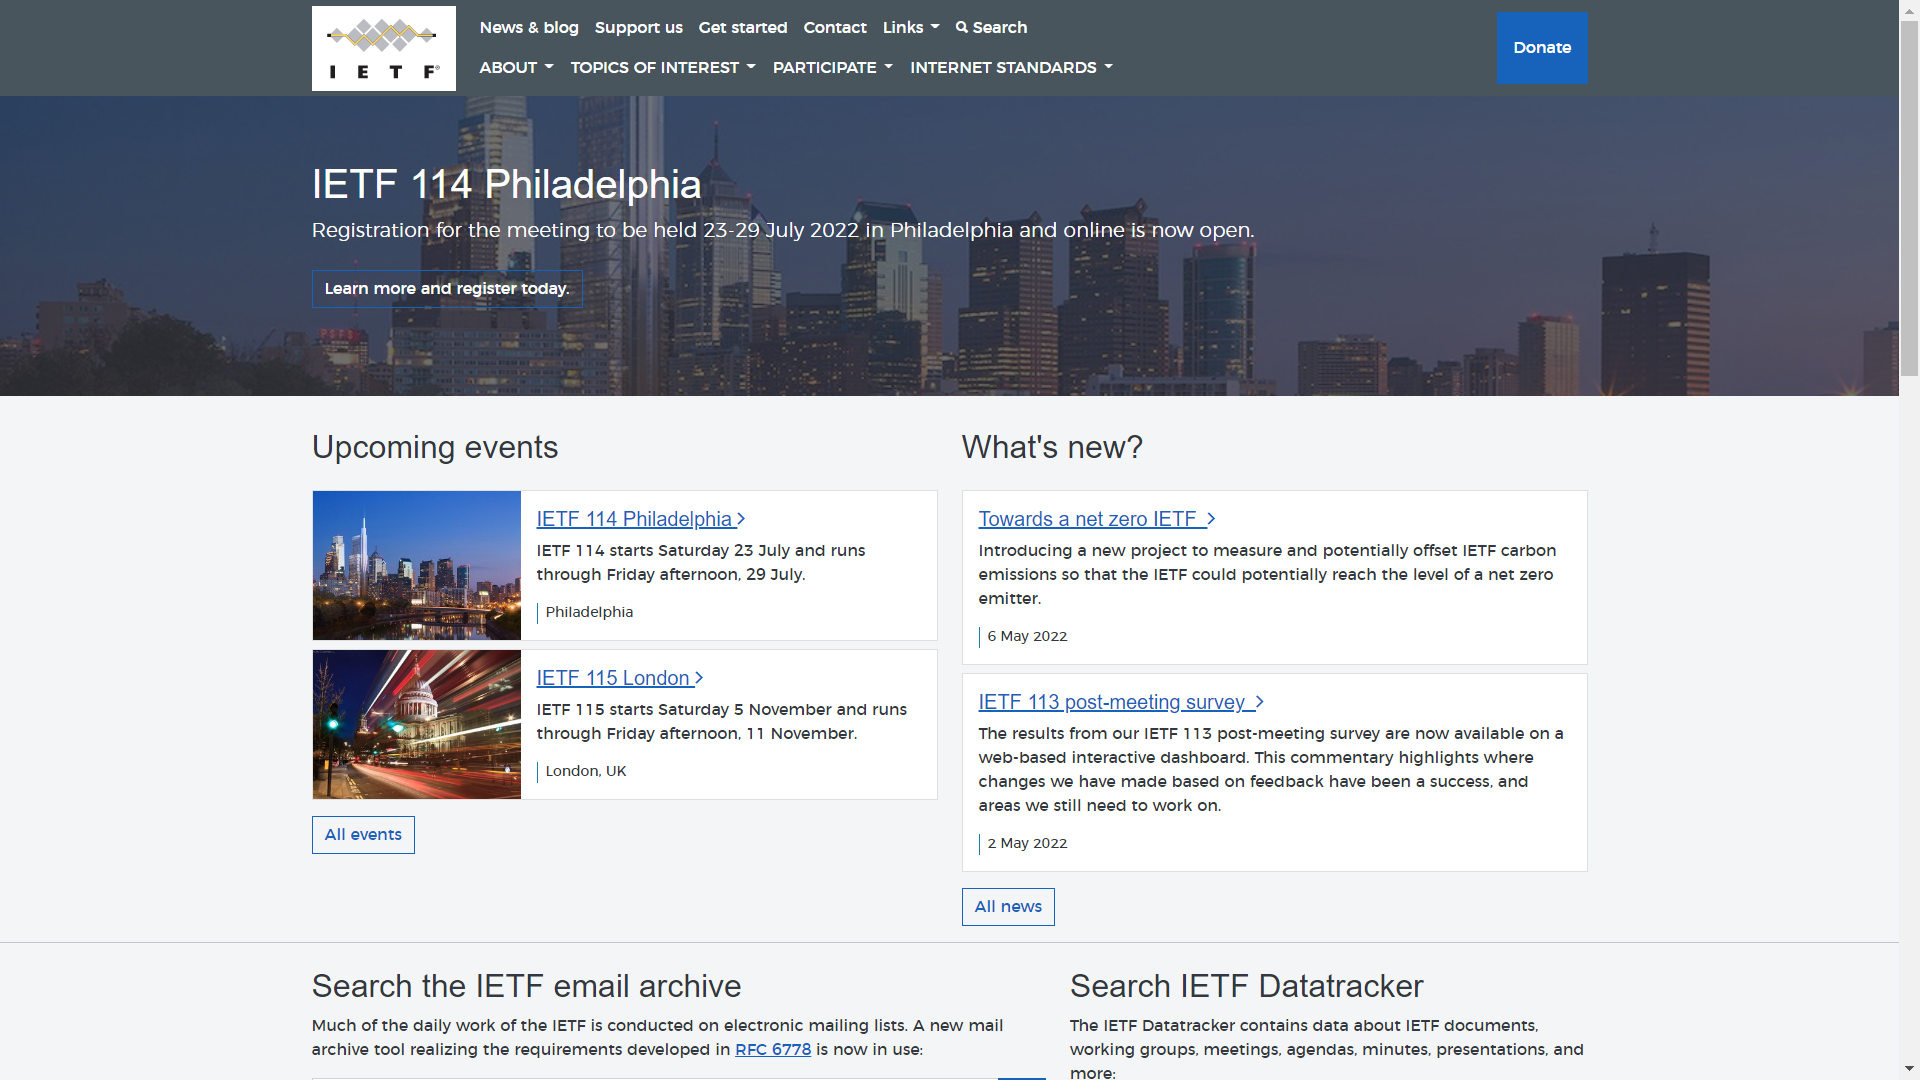 News & blog Support us Get started Contact Links Search
IETF®
ABOUT TOPICS OF INTEREST PARTICIPATE INTERNET STANDARDS
Donate
IETF 114 Philadelphia
Registration for the meeting to be held 23-29 July 2022 in Philadelphia and online is now open.
Learn more and register today.
Upcoming events
IETF 114 Philadelphia
IETF 114 starts Saturday 23 July and runs
through Friday afternoon, 29 July.
Philadelphia
IETF 115 London
IETF 115 starts Saturday 5 November and runs
through Friday afternoon, 11 November.
London, UK
All events
What's new?
Towards a net zero IETF
Introducing a new project to measure and potentially offset IETF carbon
emissions so that the IETF could potentially reach the level of a net zero
emitter.
6 May 2022
IETF 113 post-meeting survey
The results from our IETF 113 post-meeting survey are now available on a
web-based interactive dashboard. This commentary highlights where
changes we have made based on feedback have been a success, and
areas we still need to work on.
2 May 2022
All news
Search the IETF email archive
Much of the daily work of the IETF is conducted on electronic mailing lists. A new mail
archive tool realizing the requirements developed in RFC 6778 is now in use:
Search IETF Datatracker
The IETF Datatracker contains data about IETF documents,
working groups, meetings, agendas, minutes, presentations, and
more: